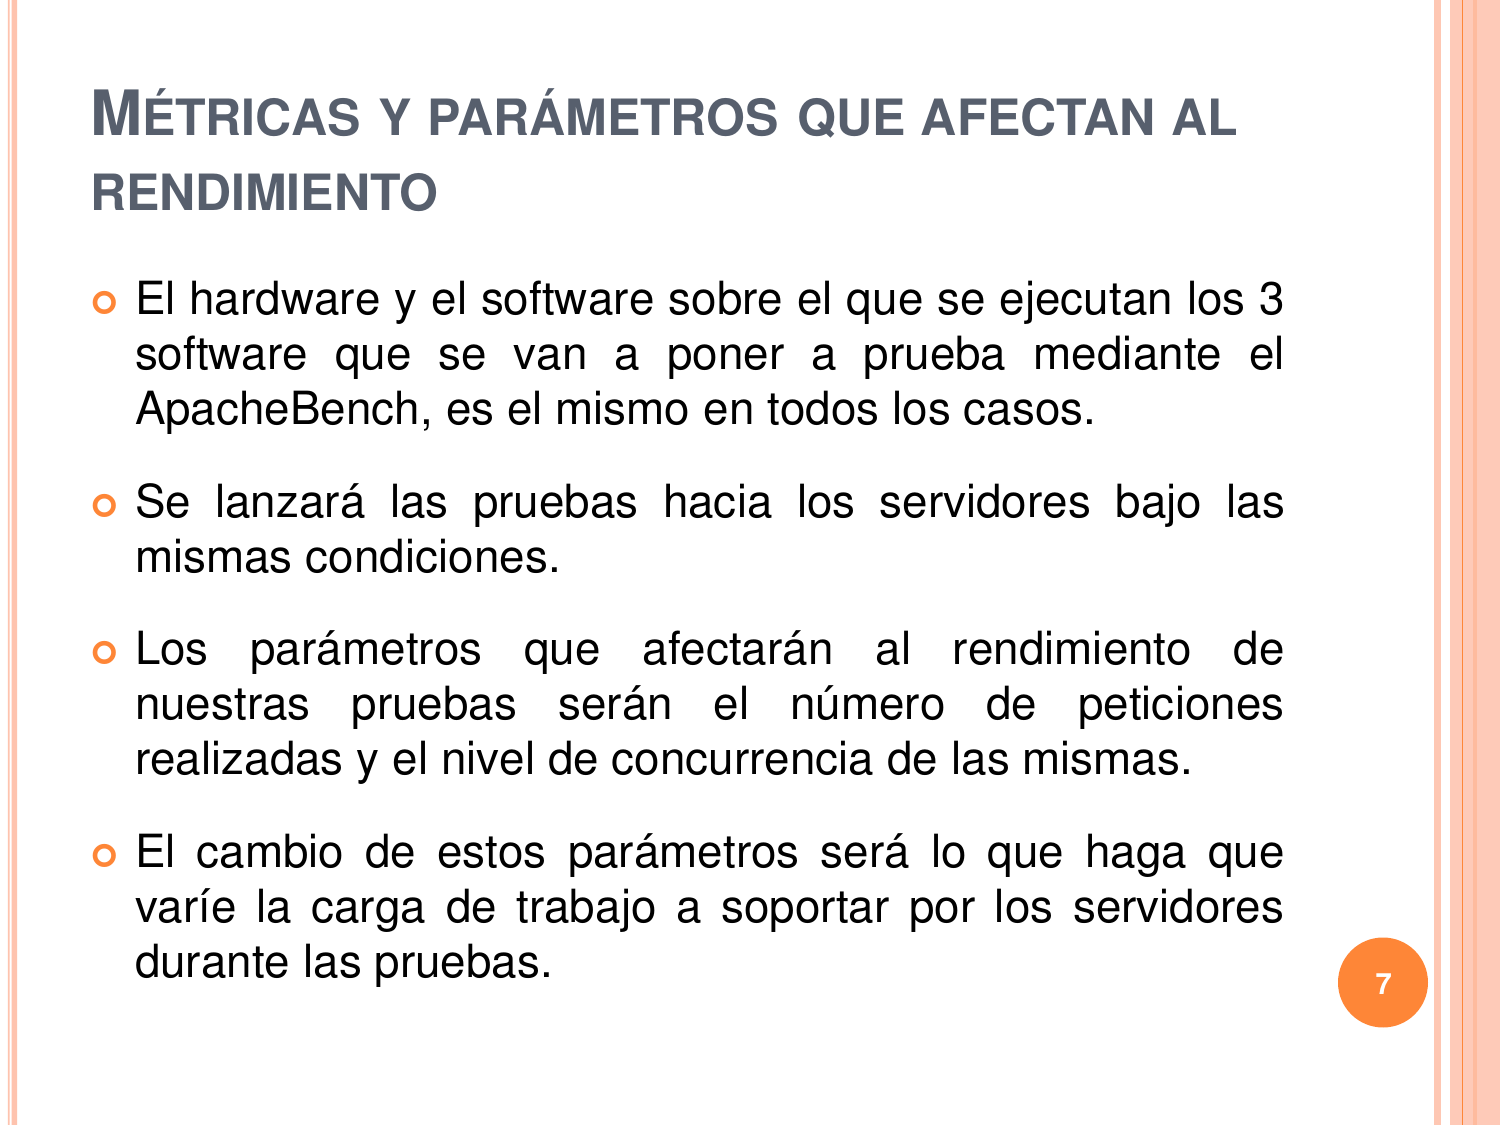 MÉTRICAS Y PARÁMETROS QUE AFECTAN AL
RENDIMIENTO
El hardware y el software sobre el que se ejecutan los 3
software que se van a poner a prueba mediante el
ApacheBench, es el mismo en todos los casos.
Se lanzará las pruebas hacia los servidores bajo las
mismas condiciones.
Los parámetros que afectarán al rendimiento de
nuestras pruebas serán el número de peticiones
realizadas y el nivel de concurrencia de las mismas.
El cambio de estos parámetros será lo que haga que
varíe la carga de trabajo a soportar por los servidores
durante las pruebas.
7